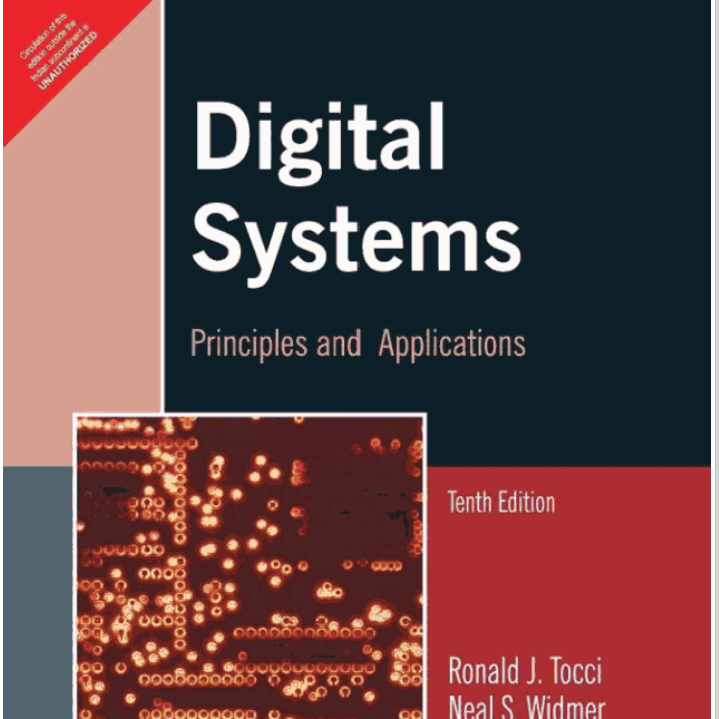 Circulation of this
edition outside the
Indian subcontinent is
UNAUTHORIZED
Digital
Systems
Principles and Applications
Tenth Edition
Ronald J. Tocci
Neal S. Widmer